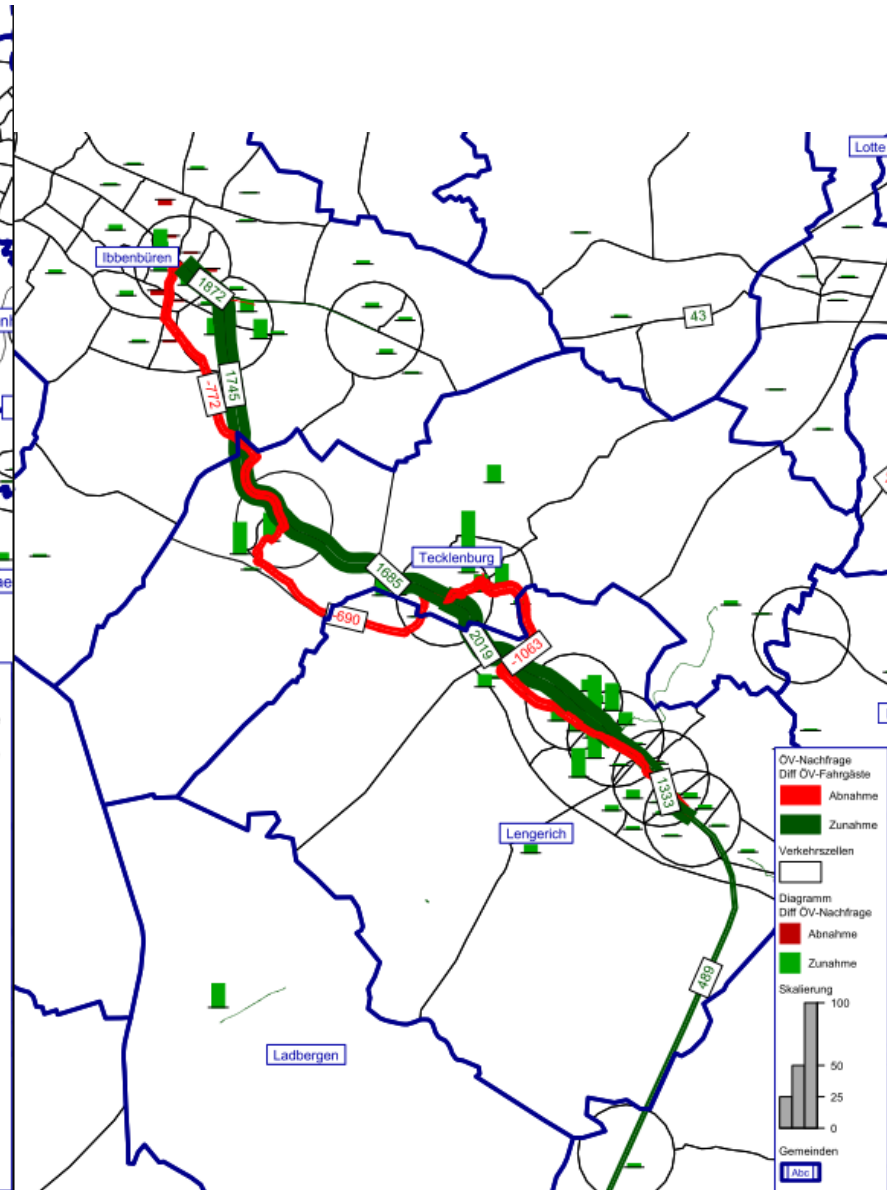 Lotte
Ibbenbüren
1872
43
-772
1745
Tecklenburg
1685
-690
2019
-1063
1333
Lengerich
489
Ladbergen
ÖV-Nachfrage
Diff ÖV-Fahrgäste
Abnahme
Zunahme
Verkehrszellen
Diagramm
Diff ÖV-Nachfrage
Abnahme
Zunahme
Skalierung
100
50
25
0
Gemeinden
Abc